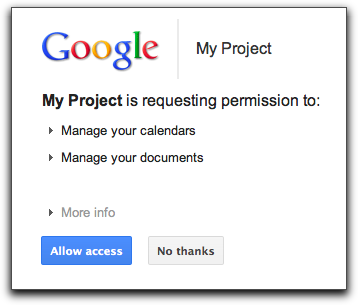 Google
My Project
My Project is requesting permission to:
Manage your calendars
Manage your documents
More info
Allow access
No thanks